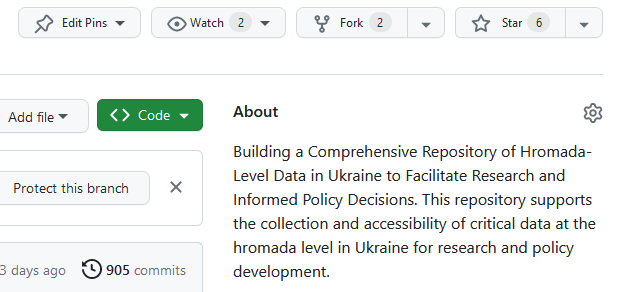 Edit Pins Watch 2 Fork 2 Star 6
Add file Code
About
Building a Comprehensive Repository of Hromada-
Level Data in Ukraine to Facilitate Research and
Informed Policy Decisions. This repository supports
the collection and accessibility of critical data at the
hromada level in Ukraine for research and policy
development.
Protect this branch
3 days ago 905 commits